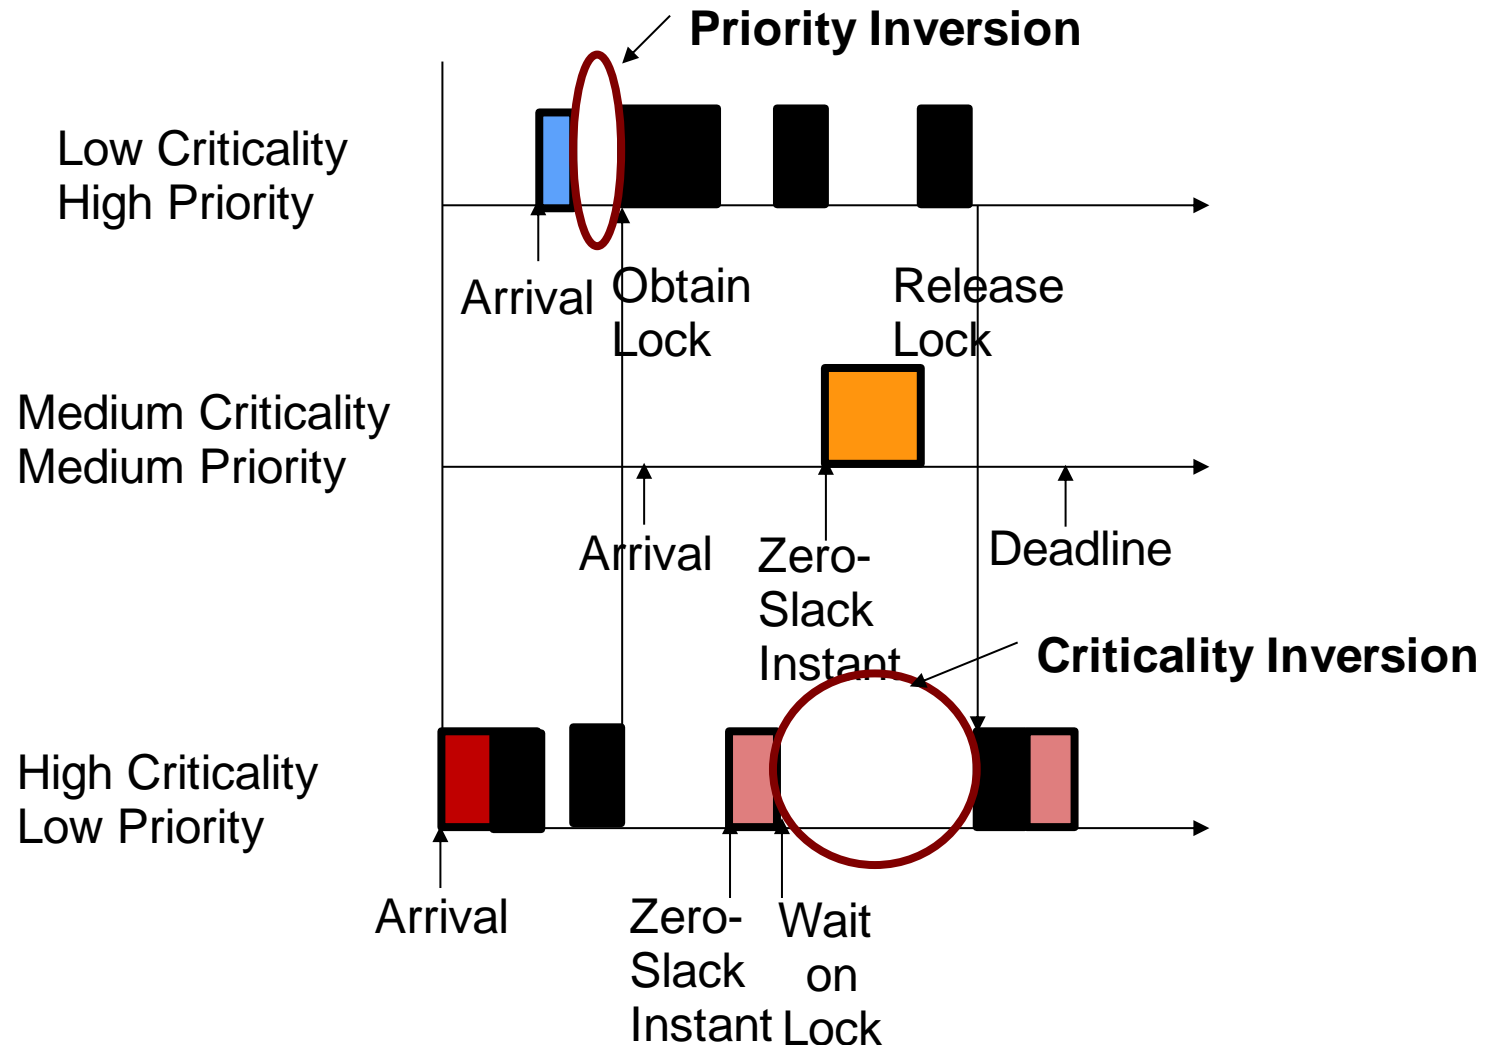 Priority Inversion
Low Criticality
High Priority
Arrival
Obtain
Lock
Release
Lock
Medium Criticality
Medium Priority
Arrival
Zero-
Slack
Instant
Deadline
Criticality Inversion
High Criticality
Low Priority
Arrival
Zero-
Slack
Instant
Wait
on
Lock